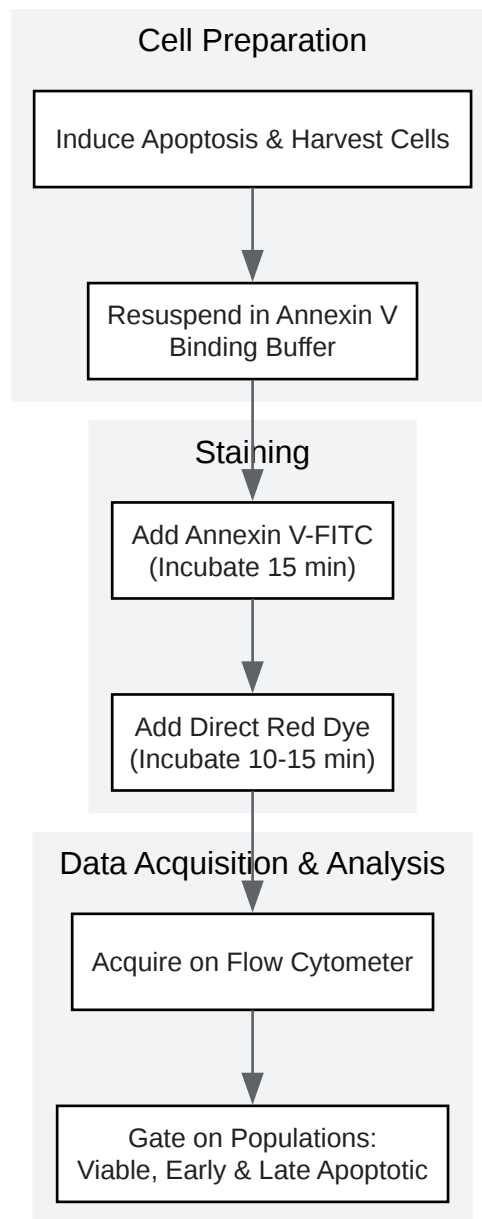 Cell Preparation
Induce Apoptosis & Harvest Cells
Resuspend in Annexin V
Binding Buffer
Staining
Add Annexin V-FITC
(Incubate 15 min)
Add Direct Red Dye
(Incubate 10-15 min)
Data Acquisition & Analysis
Acquire on Flow Cytometer
Gate on Populations:
Viable, Early & Late Apoptotic